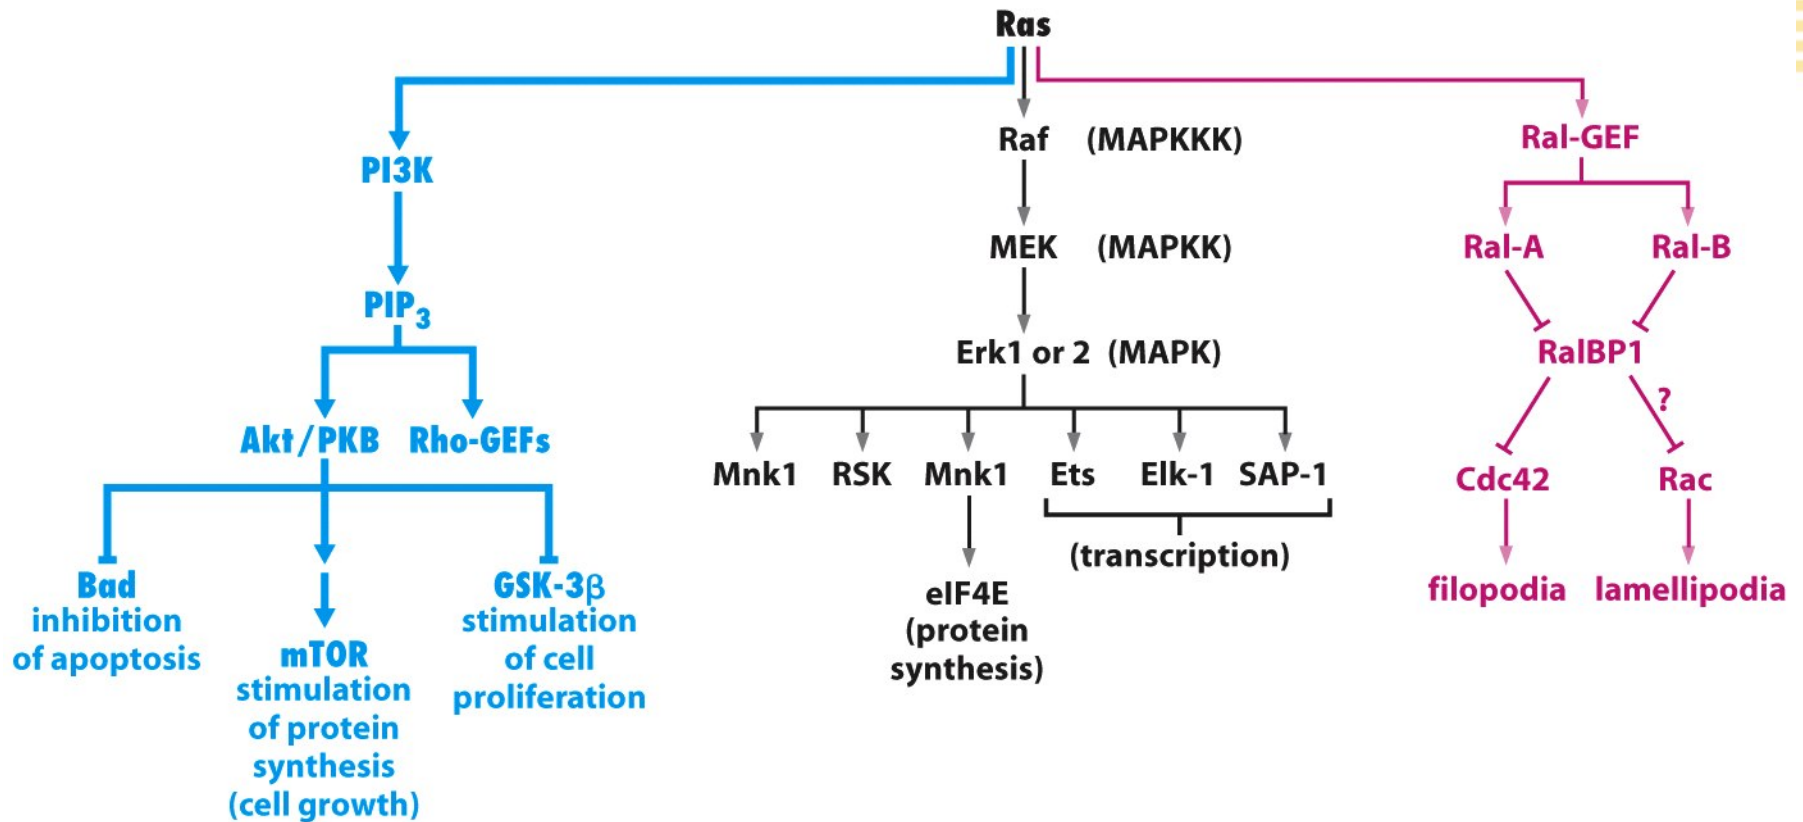 Ras
Raf (MAPKKK)
Ral-GEF
PI3K
MEK (MAPKK)
Ral-A
Ral-B
PIP3
Erk1 or 2 (MAPK)
RalBP1
?
Akt/PKB
Rho-GEFs
Mnk1
RSK
Mnk1
Ets
Elk-1
SAP-1
Cdc42
Rac
(transcription)
eIF4E
(protein
synthesis)
filopodia
lamellipodia
Bad
inhibition
of apoptosis
mTOR
stimulation
of protein
synthesis
(cell growth)
GSK-3β
stimulation
of cell
proliferation